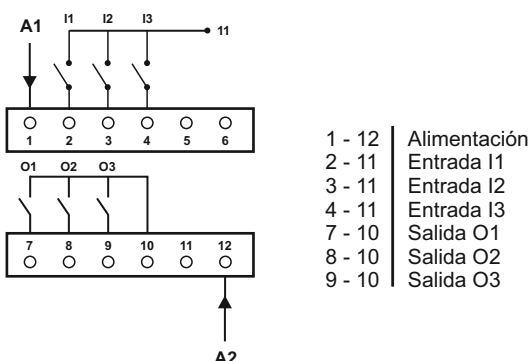 A1 I1 I2 I3 11
1 2 3 4 5 6
O1 O2 O3
7 8 9 10 11 12
A2
1 - 12 Alimentación
2 - 11 Entrada I1
3 - 11 Entrada I2
4 - 11 Entrada I3
7 - 10 Salida O1
8 - 10 Salida O2
9 - 10 Salida O3